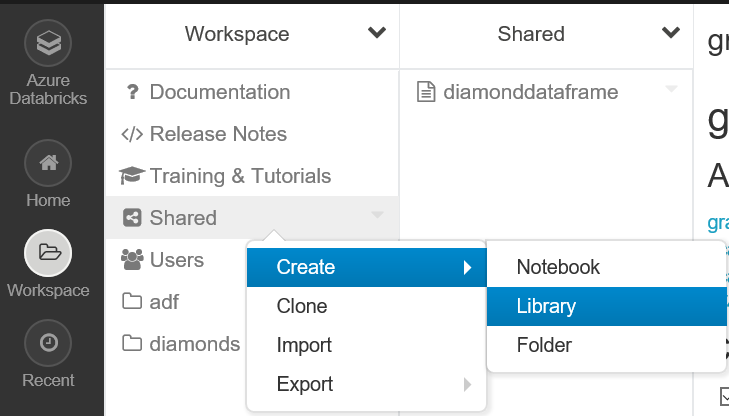 Azure
Databricks
Home
Workspace
Recent
Workspace
Documentation
Release Notes
Training & Tutorials
Shared
Users
adf
diamonds
Shared
diamonddataframe
Create
Clone
Import
Export
Notebook
Library
Folder
gr
g
A
gra